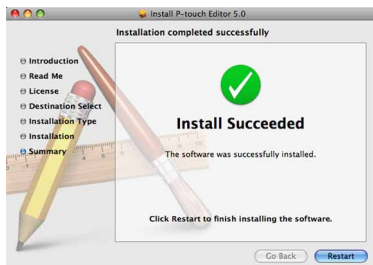 Install P-touch Editor 5.0
Installation completed successfully
Introduction
Read Me
License
Destination Select
Installation Type
Installation
Summary
Install Succeeded
The software was successfully installed.
Click Restart to finish installing the software.
Go Back
Restart